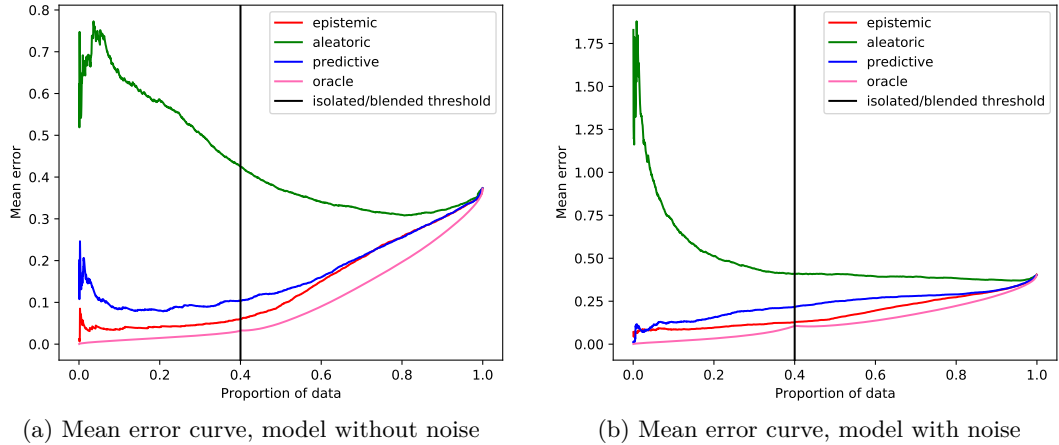 0.8
0.7
0.6
0.5
0.4
0.3
0.2
0.1
0.0
Mean error
0.0
0.2
0.4
0.6
0.8
1.0
Proportion of data
epistemic
aleatoric
predictive
oracle
isolated/blended threshold
(a) Mean error curve, model without noise
1.75
1.50
1.25
1.00
0.75
0.50
0.25
0.00
Mean error
0.0
0.2
0.4
0.6
0.8
1.0
Proportion of data
epistemic
aleatoric
predictive
oracle
isolated/blended threshold
(b) Mean error curve, model with noise